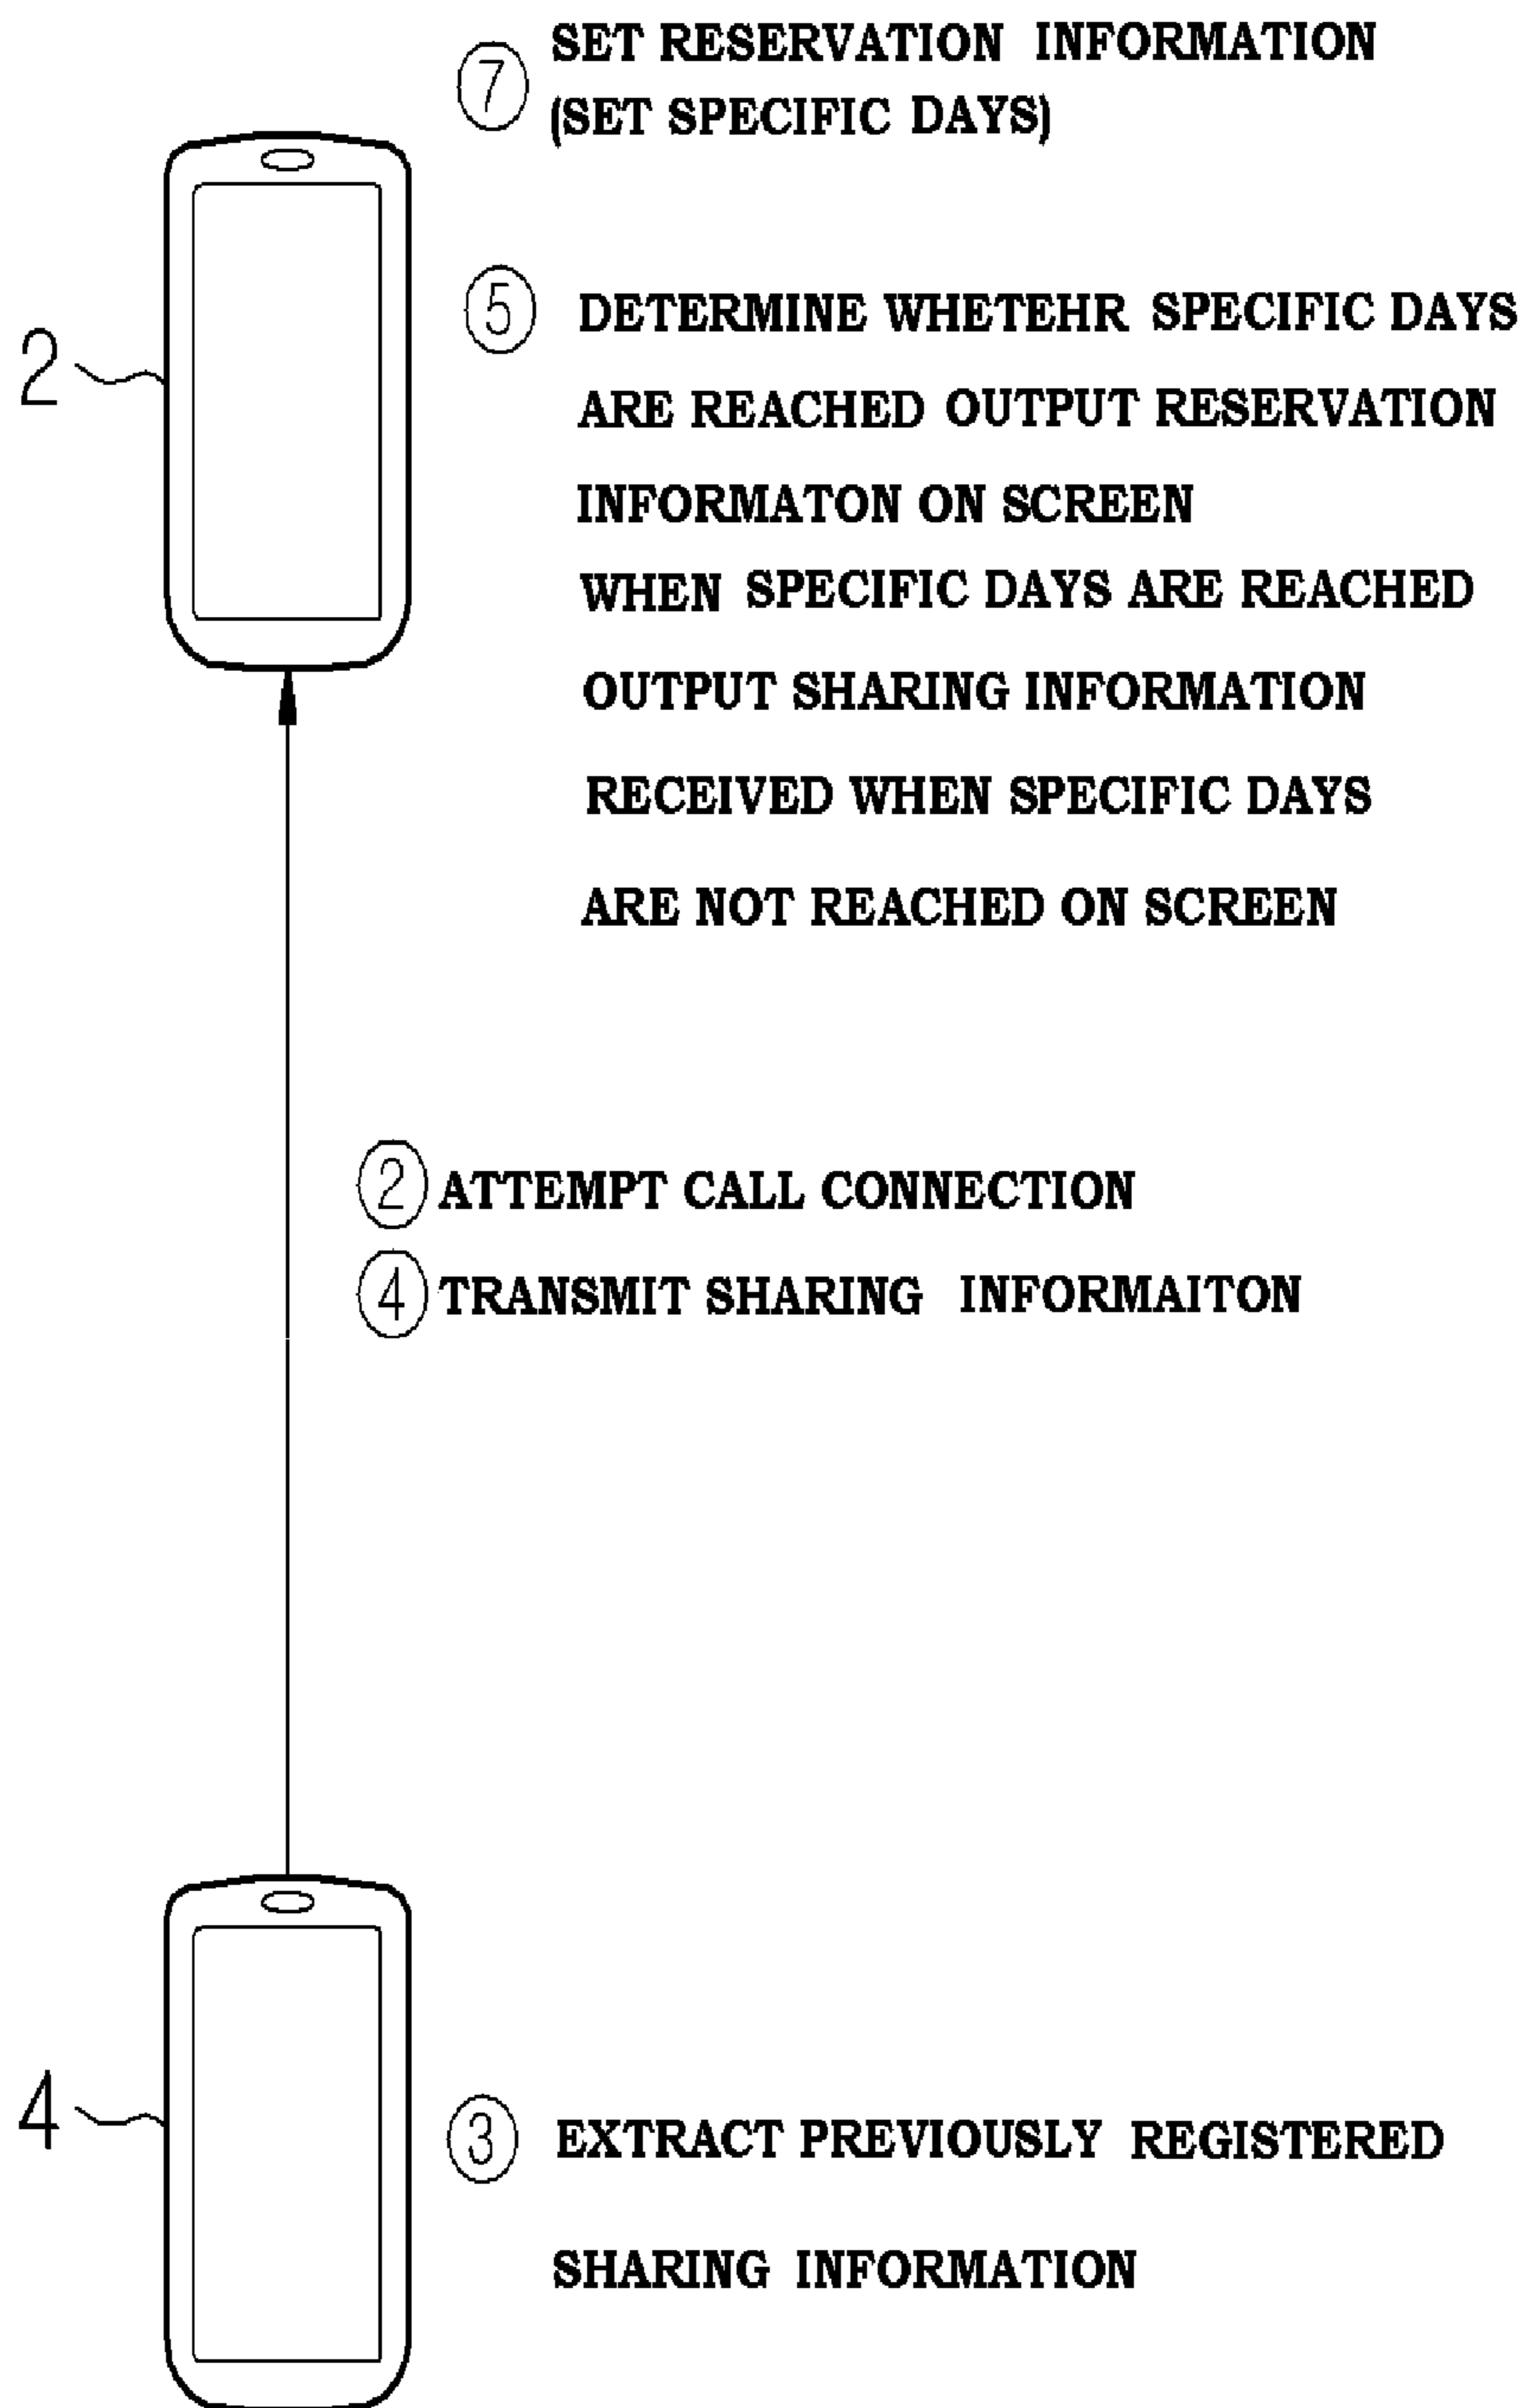 ⑦ SET RESERVATION INFORMATION
(SET SPECIFIC DAYS)
2
⑤ DETERMINE WHETEHR SPECIFIC DAYS
ARE REACHED OUTPUT RESERVATION
INFORMATON ON SCREEN
WHEN SPECIFIC DAYS ARE REACHED
OUTPUT SHARING INFORMATION
RECEIVED WHEN SPECIFIC DAYS
ARE NOT REACHED ON SCREEN
② ATTEMPT CALL CONNECTION
④ TRANSMIT SHARING INFORMAITON
4
③ EXTRACT PREVIOUSLY REGISTERED
SHARING INFORMATION